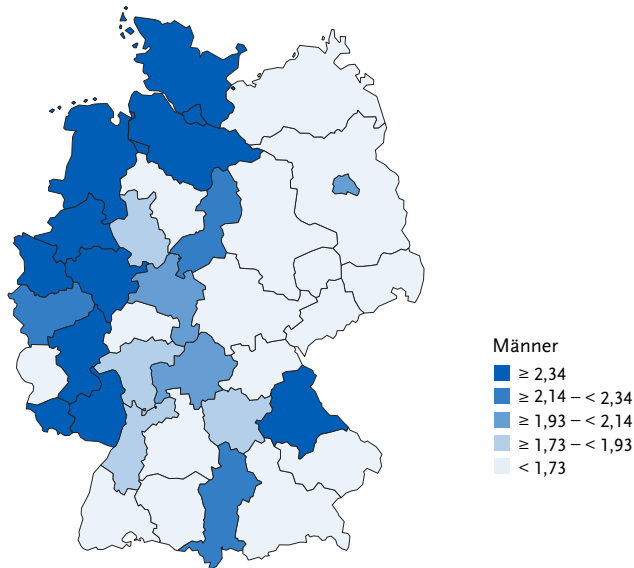 Männer
≥ 2,34
≥ 2,14 – < 2,34
≥ 1,93 – < 2,14
≥ 1,73 – < 1,93
< 1,73